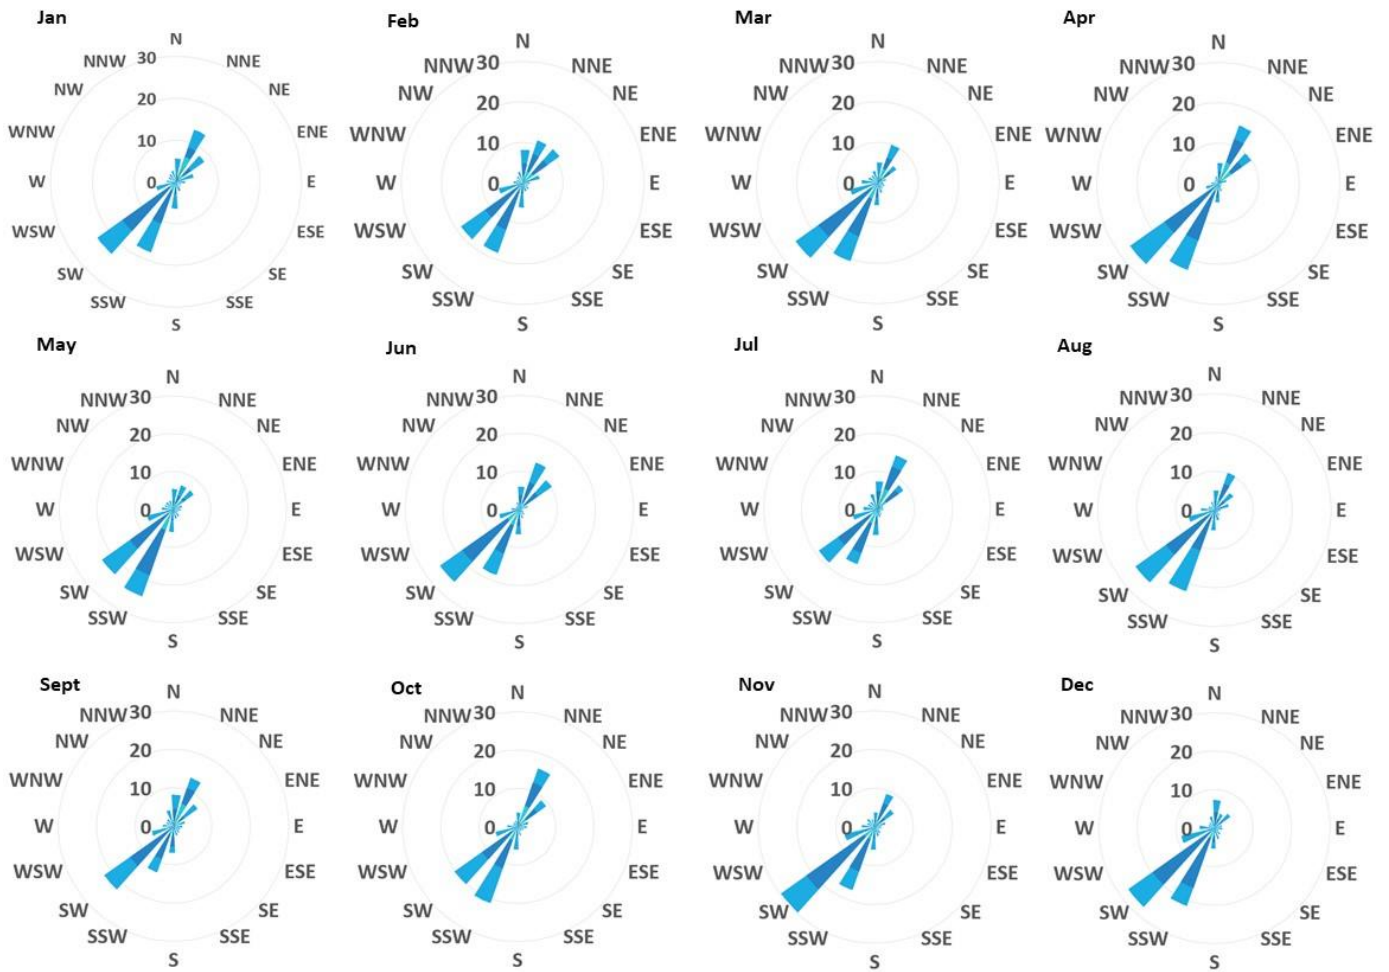 Jan
Feb
Mar
Apr
N
NNW 30 NNE
NW NE
20
WNW ENE
10
W 0 E
WSW ESE
SW SE
SSW SSE
S
N
NNW 30 NNE
NW 20 NE
WNW 10 ENE
W 0 E
WSW ESE
SW SE
SSW SSE
S
N
NNW 30 NNE
NW 20 NE
WNW 10 ENE
W 0 E
WSW ESE
SW SE
SSW SSE
S
N
NNW 30 NNE
NW 20 NE
WNW 10 ENE
W 0 E
WSW ESE
SW SE
SSW SSE
S
May
Jun
Jul
Aug
N
NNW 30 NNE
NW 20 NE
WNW 10 ENE
W 0 E
WSW ESE
SW SE
SSW SSE
S
N
NNW 30 NNE
NW 20 NE
WNW 10 ENE
W 0 E
WSW ESE
SW SE
SSW SSE
S
N
NNW 30 NNE
NW 20 NE
WNW 10 ENE
W 0 E
WSW ESE
SW SE
SSW SSE
S
N
NNW 30 NNE
NW 20 NE
WNW 10 ENE
W 0 E
WSW ESE
SW SE
SSW SSE
S
Sept
Oct
Nov
Dec
N
NNW 30 NNE
NW 20 NE
WNW 10 ENE
W 0 E
WSW ESE
SW SE
SSW SSE
S
N
NNW 30 NNE
NW 20 NE
WNW 10 ENE
W 0 E
WSW ESE
SW SE
SSW SSE
S
N
NNW 30 NNE
NW 20 NE
WNW 10 ENE
W 0 E
WSW ESE
SW SE
SSW SSE
S
N
NNW 30 NNE
NW 20 NE
WNW 10 ENE
W 0 E
WSW ESE
SW SE
SSW SSE
S